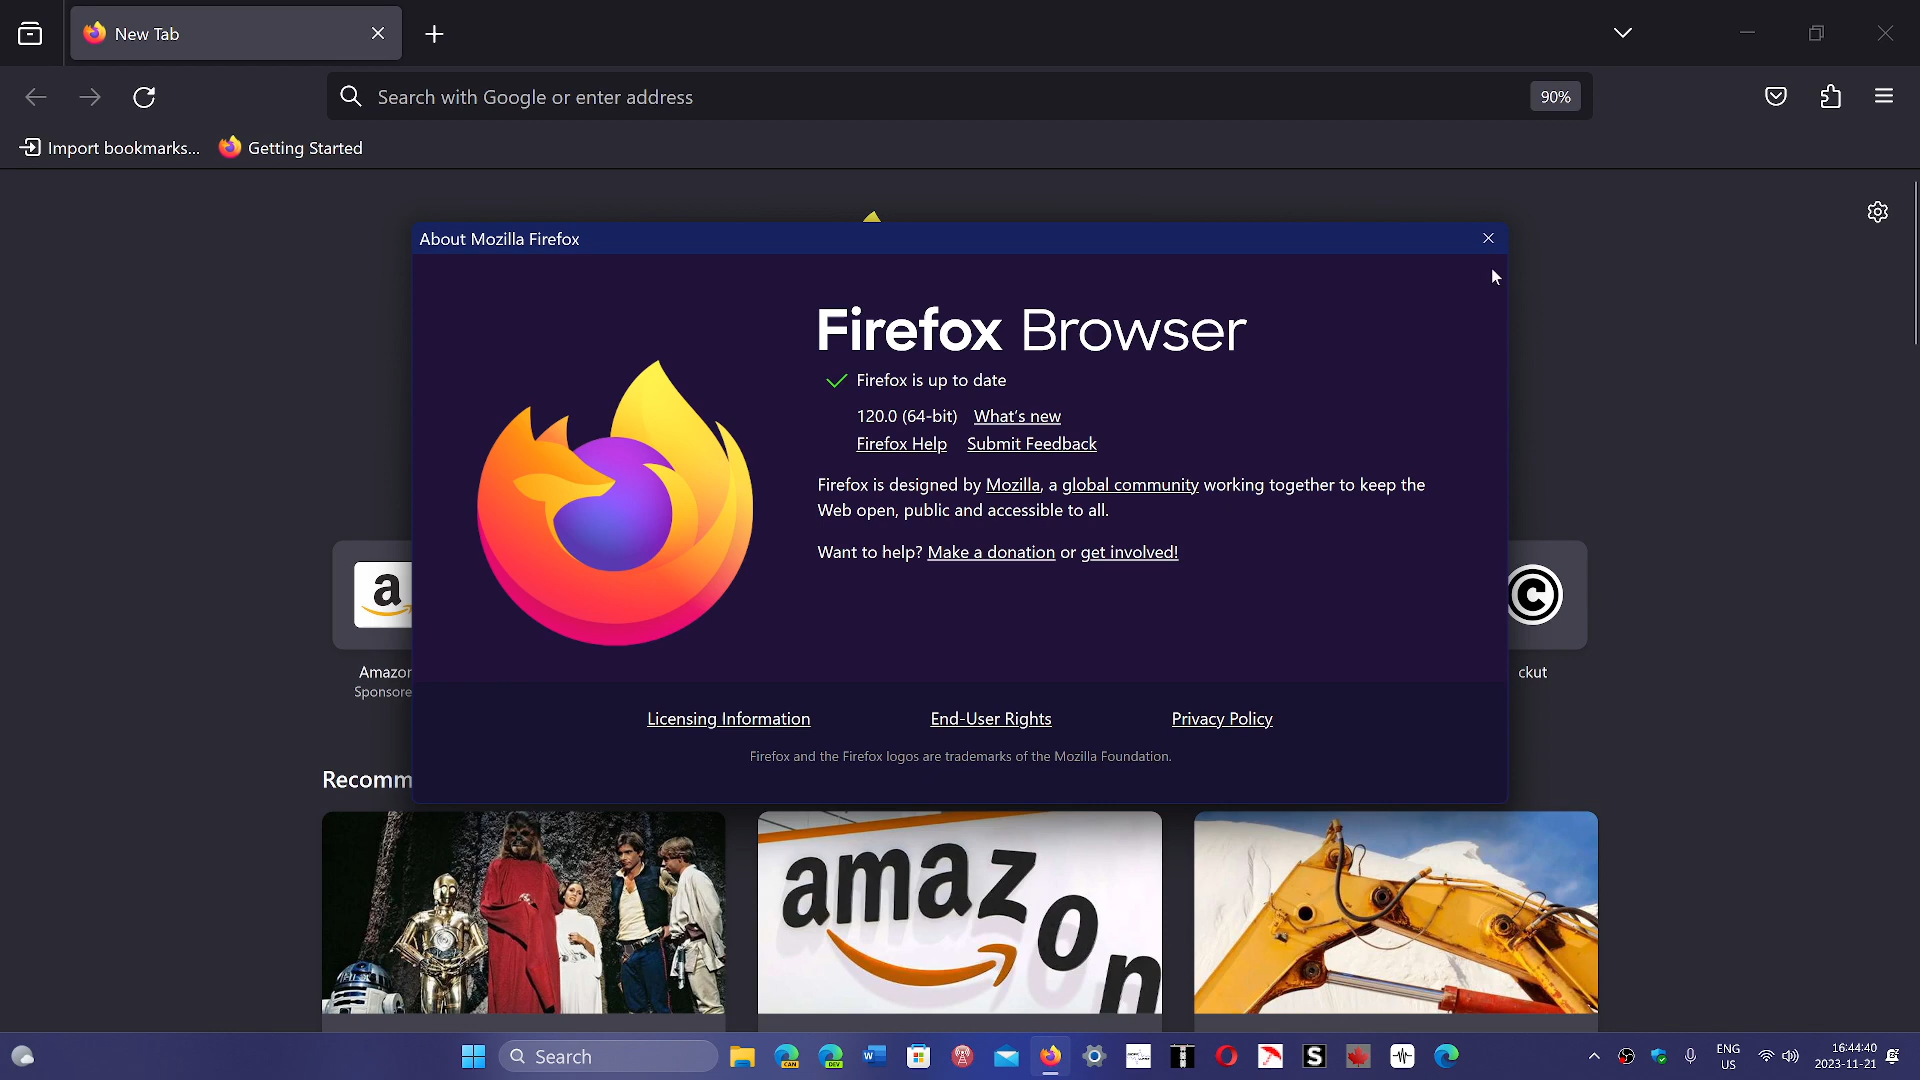 New Tab
Search with Google or enter address
90%
Import bookmarks...
Getting Started
About Mozilla Firefox
Firefox Browser
Firefox is up to date
120.0 (64-bit) What's new
Firefox Help Submit Feedback
Firefox is designed by Mozilla, a global community working together to keep the
Web open, public and accessible to all.
Want to help? Make a donation or get involved!
a
C
Amazon
Sponsore
ckut
Licensing Information
End-User Rights
Privacy Policy
Firefox and the Firefox logos are trademarks of the Mozilla Foundation.
Recomm
amazon
Search
CAN
DEV
W
S
ENG
US
16:44:40
2023-11-21